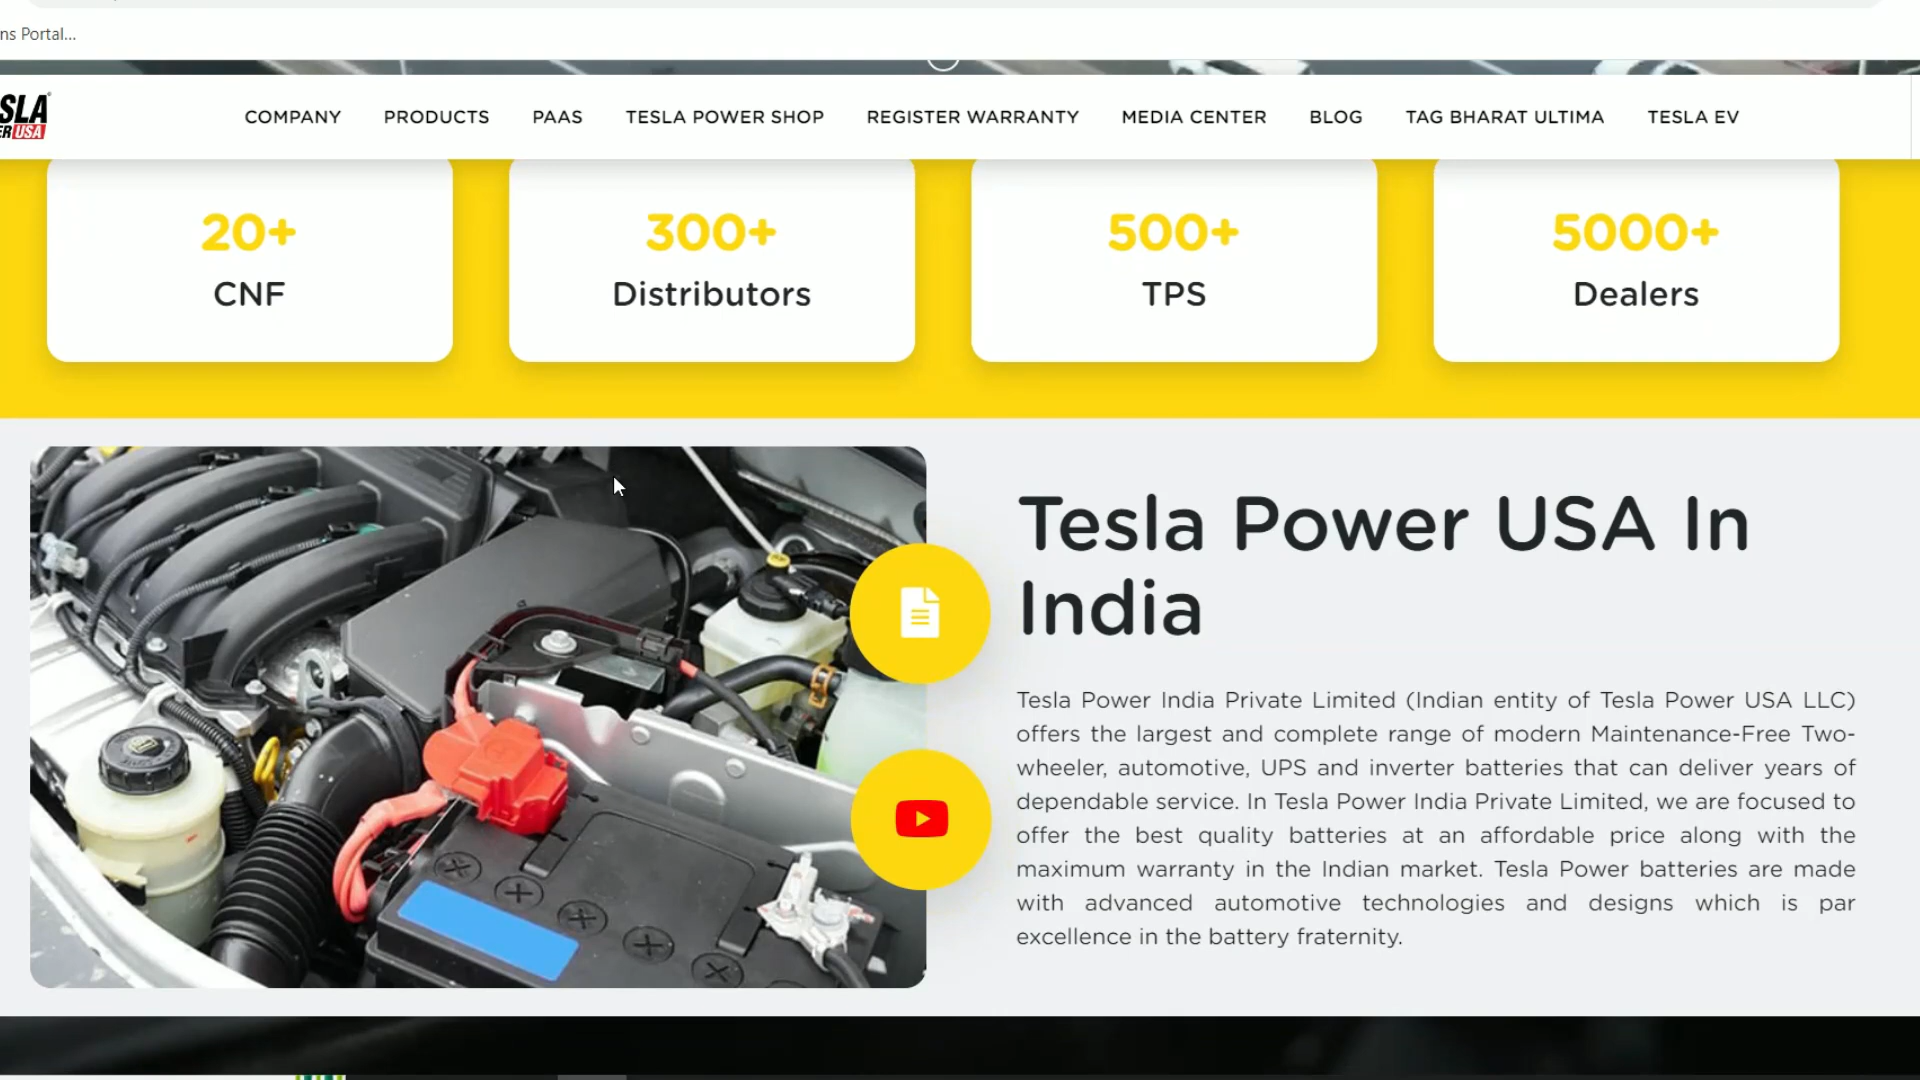 ns Portal...
SLA
ER USA
COMPANY PRODUCTS PAAS TESLA POWER SHOP REGISTER WARRANTY MEDIA CENTER BLOG TAG BHARAT ULTIMA TESLA EV
20+ 300+ 500+ 5000+
CNF Distributors TPS Dealers
Tesla Power USA In
India
Tesla Power India Private Limited (Indian entity of Tesla Power USA LLC)
offers the largest and complete range of modern Maintenance-Free Two-
wheeler, automotive, UPS and inverter batteries that can deliver years of
dependable service. In Tesla Power India Private Limited, we are focused to
offer the best quality batteries at an affordable price along with the
maximum warranty in the Indian market. Tesla Power batteries are made
with advanced automotive technologies and designs which is par
excellence in the battery fraternity.